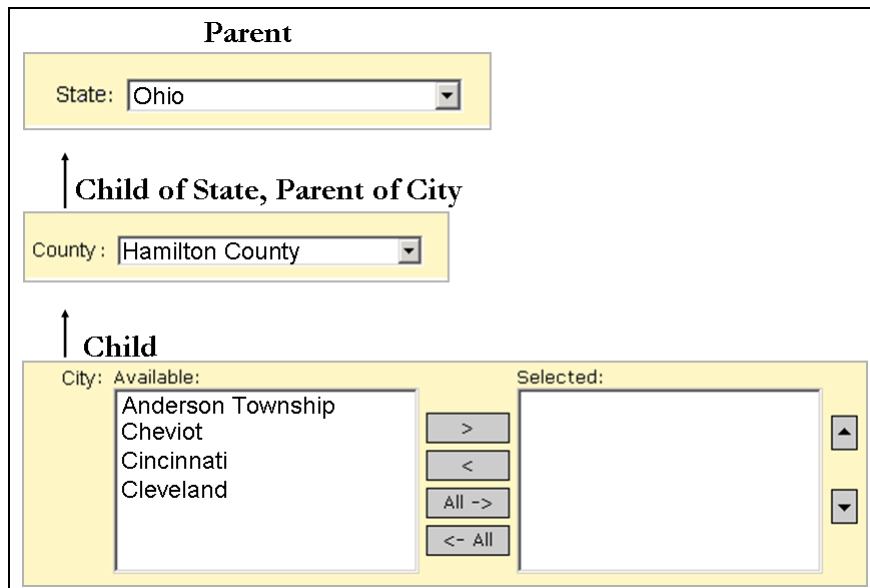 Parent
State: Ohio
Child of State, Parent of City
County: Hamilton County
Child
City: Available: Selected:
Anderson Township
Cheviot
Cincinnati
Cleveland
>
<
All ->
<- All